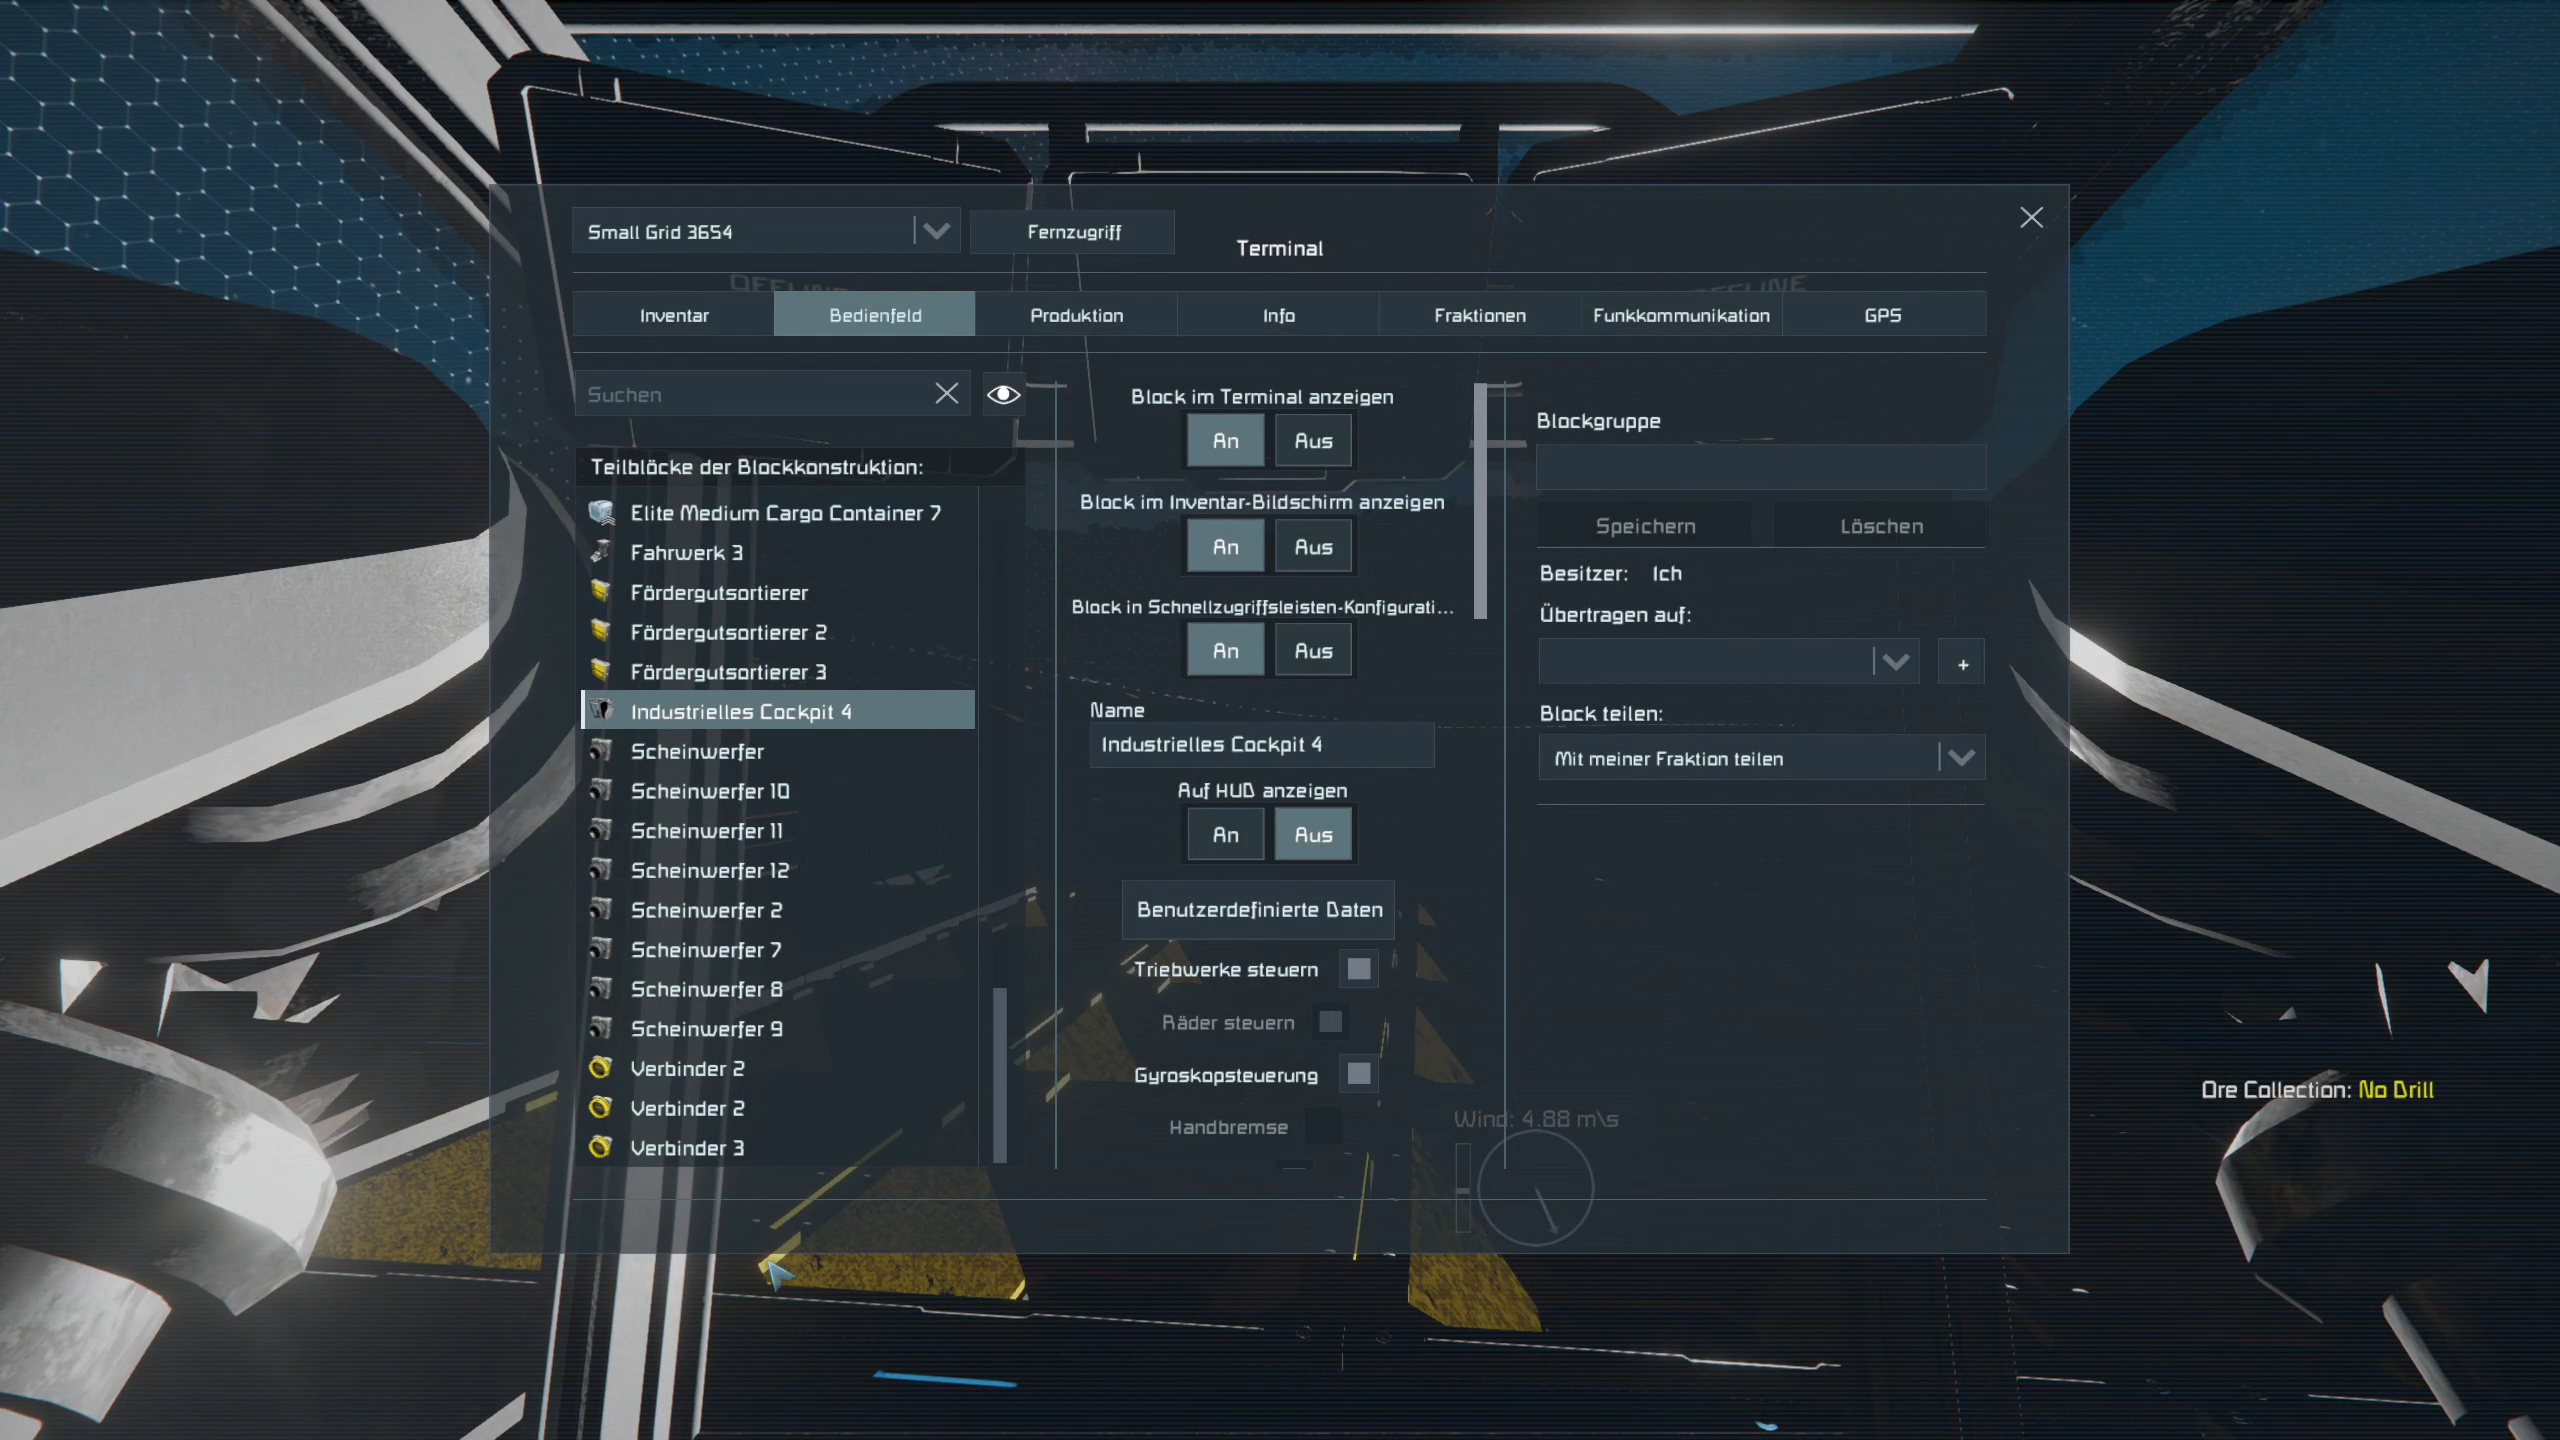 Small Grid 3654
Fernzugriff
Terminal
Inventar
Bedienfeld
Produktion
Info
Fraktionen
Funkkommunikation
GPS
Suchen
Teilblöcke der Blockkonstruktion:
Elite Medium Cargo Container 7
Fahrwerk 3
Fördergutsortierer
Fördergutsortierer 2
Fördergutsortierer 3
Industrielles Cockpit 4
Scheinwerfer
Scheinwerfer 10
Scheinwerfer 11
Scheinwerfer 12
Scheinwerfer 2
Scheinwerfer 7
Scheinwerfer 8
Scheinwerfer 9
Verbinder 2
Verbinder 2
Verbinder 3
Block im Terminal anzeigen
An Aus
Block im Inventar-Bildschirm anzeigen
An Aus
Block in Schnellzugriffsleisten-Konfigurati...
An Aus
Name
Industrielles Cockpit 4
Auf HUD anzeigen
An Aus
Benutzerdefinierte Daten
Triebwerke steuern
Räder steuern
Gyroskopsteuerung
Handbremse
Blockgruppe
Speichern
Löschen
Besitzer: Ich
Übertragen auf:
+
Block teilen:
Mit meiner Fraktion teilen
Wind: 4.88 m\s
Ore Collection: No Drill